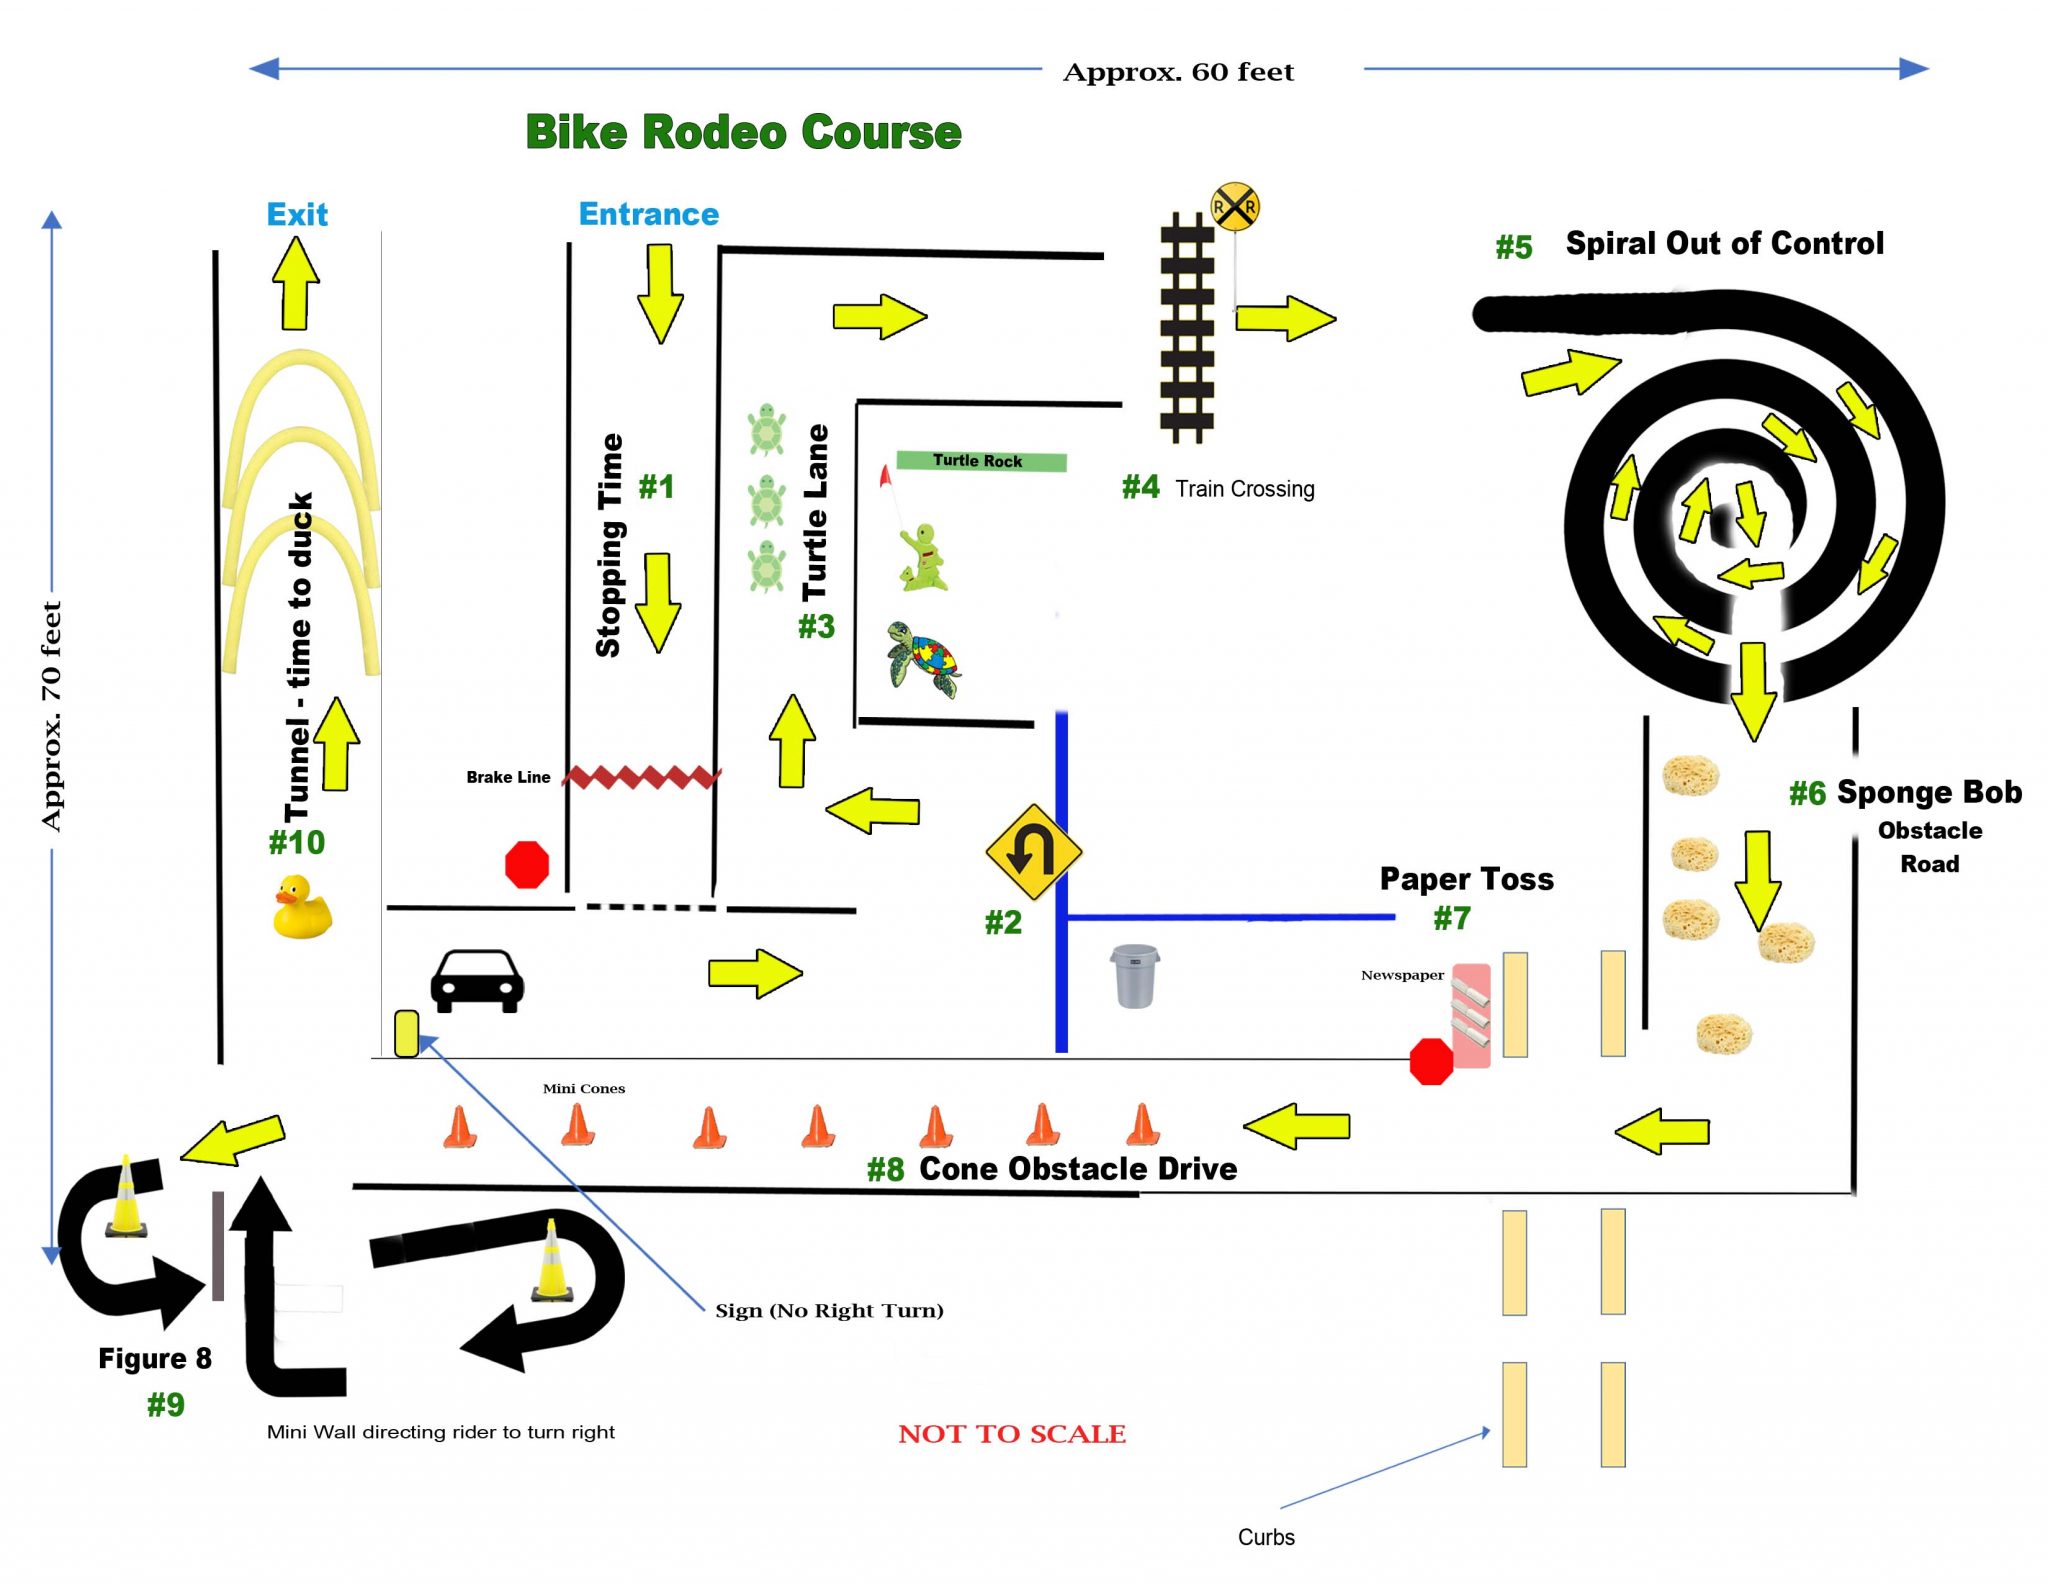 Approx. 60 feet
Bike Rodeo Course
Exit
Entrance
R R
#5 Spiral Out of Control
Approx. 70 feet
Tunnel - time to duck
#10
Stopping Time
#1
Turtle Lane
#3
Turtle Rock
#4 Train Crossing
Brake Line
#2
#6 Sponge Bob
Obstacle
Road
Paper Toss
#7
Newspaper
Mini Cones
#8 Cone Obstacle Drive
Sign (No Right Turn)
Figure 8
#9
Mini Wall directing rider to turn right
NOT TO SCALE
Curbs